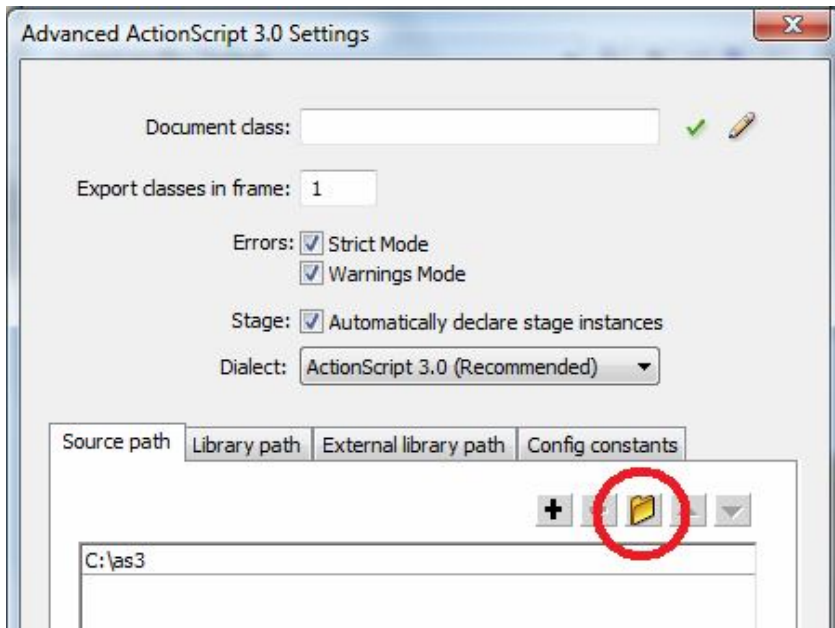 Advanced ActionScript 3.0 Settings
Document class:
Export classes in frame: 1
Errors: Strict Mode
Warnings Mode
Stage: Automatically declare stage instances
Dialect: ActionScript 3.0 (Recommended)
Source path Library path External library path Config constants
C:\as3